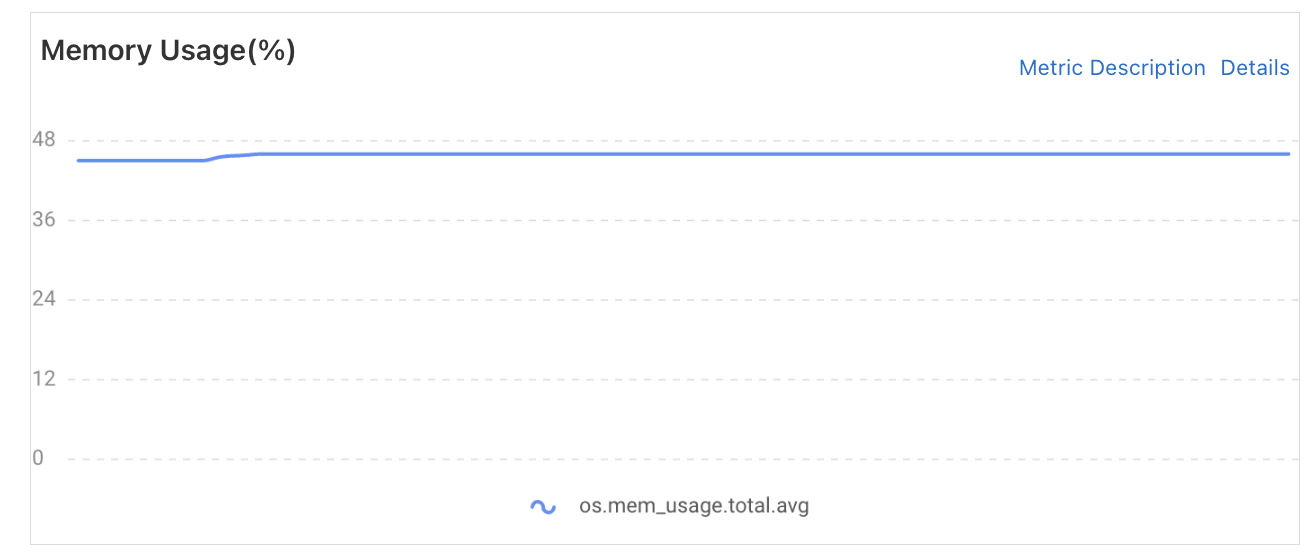 Memory Usage(%)
Metric Description Details
48
36
24
12
0
os.mem_usage.total.avg